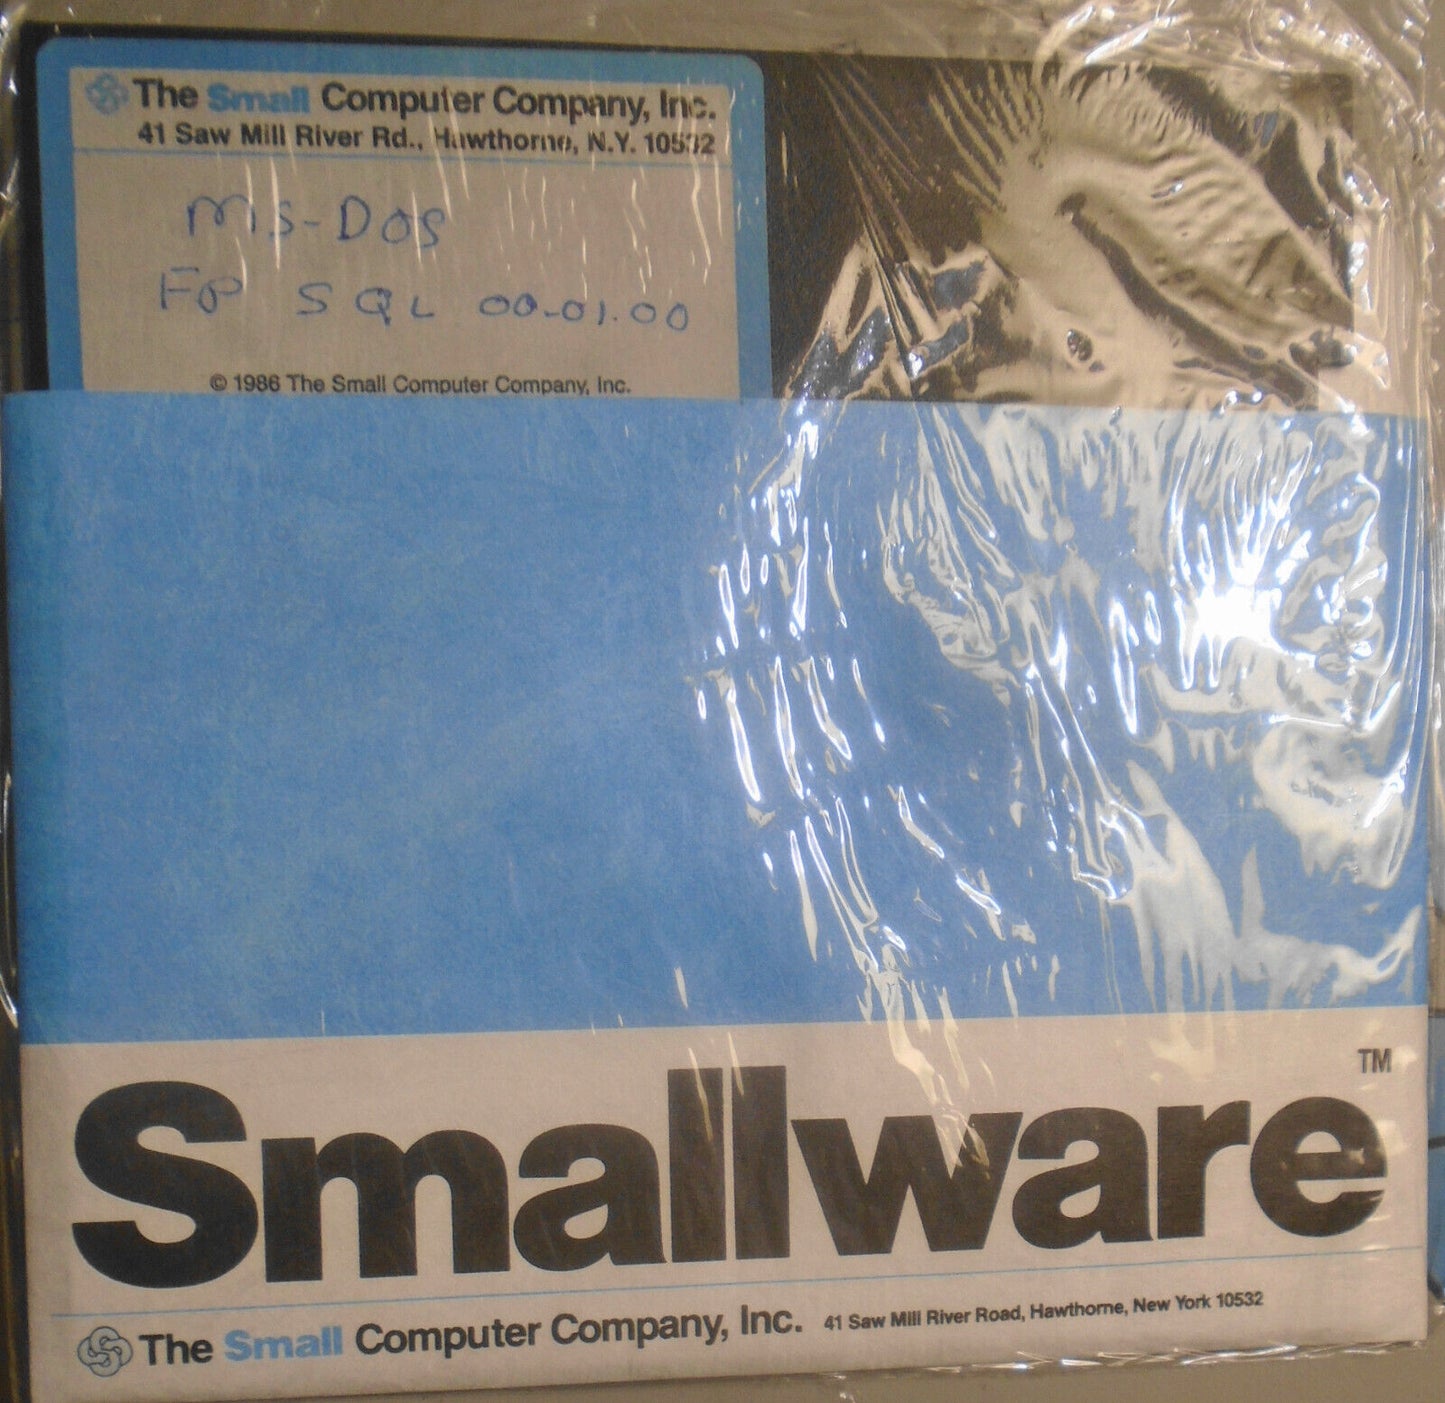 The Small Computer Company, Inc.
41 Saw Mill River Rd., Hawthorne, N.Y. 10532
MS-DOS
FP SQL 00-01.00
© 1986 The Small Computer Company, Inc.
Smallware™
The Small Computer Company, Inc. 41 Saw Mill River Road, Hawthorne, New York 10532